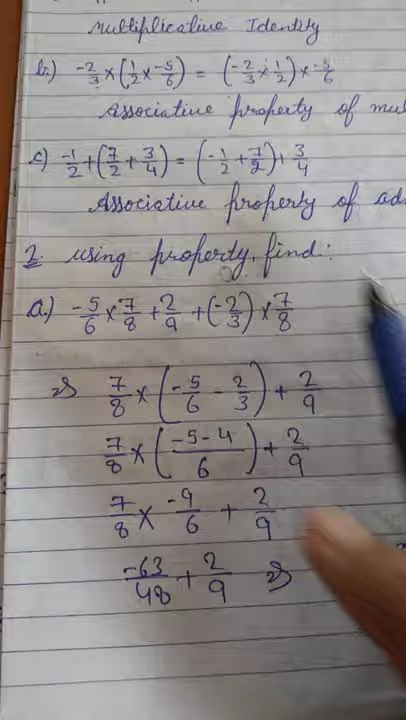 Multiplicative Identity
b.) -2/3 × (1/2 × -5/6) = (-2/3 × 1/2) × -5/6
Associative property of mul
c) -1/2 + (7/2 + 3/4) = (-1/2 + 7/2) + 3/4
Associative property of ad
2. using property, find:
a.) -5/6 × 7/8 + 2/9 + (-2/3) × 7/8
⇒ 7/8 × (-5/6 - 2/3) + 2/9
7/8 × (-5-4/6) + 2/9
7/8 × -9/6 + 2/9
-63/48 + 2/9 ⇒